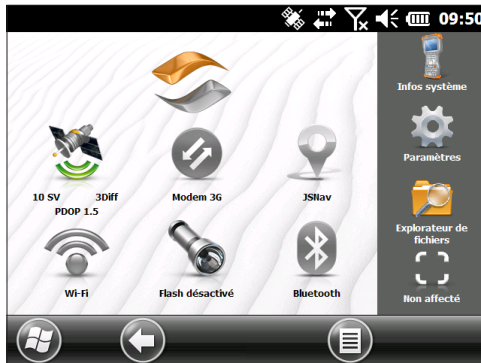 09:50
Infos système
Paramètres
10 SV 3Diff
PDOP 1.5
Modem 3G
JSNav
Explorateur de
fichiers
Wi-Fi
Flash désactivé
Bluetooth
Non affecté